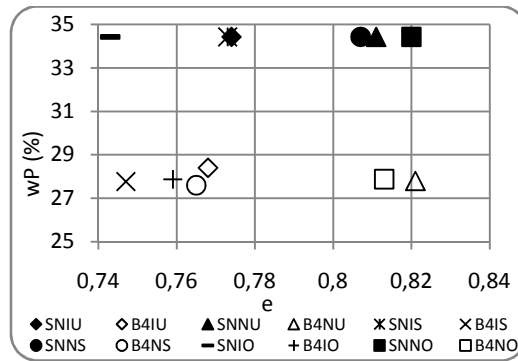 35
33
31
29
27
25
wP (%)
0,74 0,76 0,78 0,8 0,82 0,84
e
SNIU B4IU SNNU B4NU SNIS B4IS
SNNS B4NS SNIO B4IO SNNO B4NO